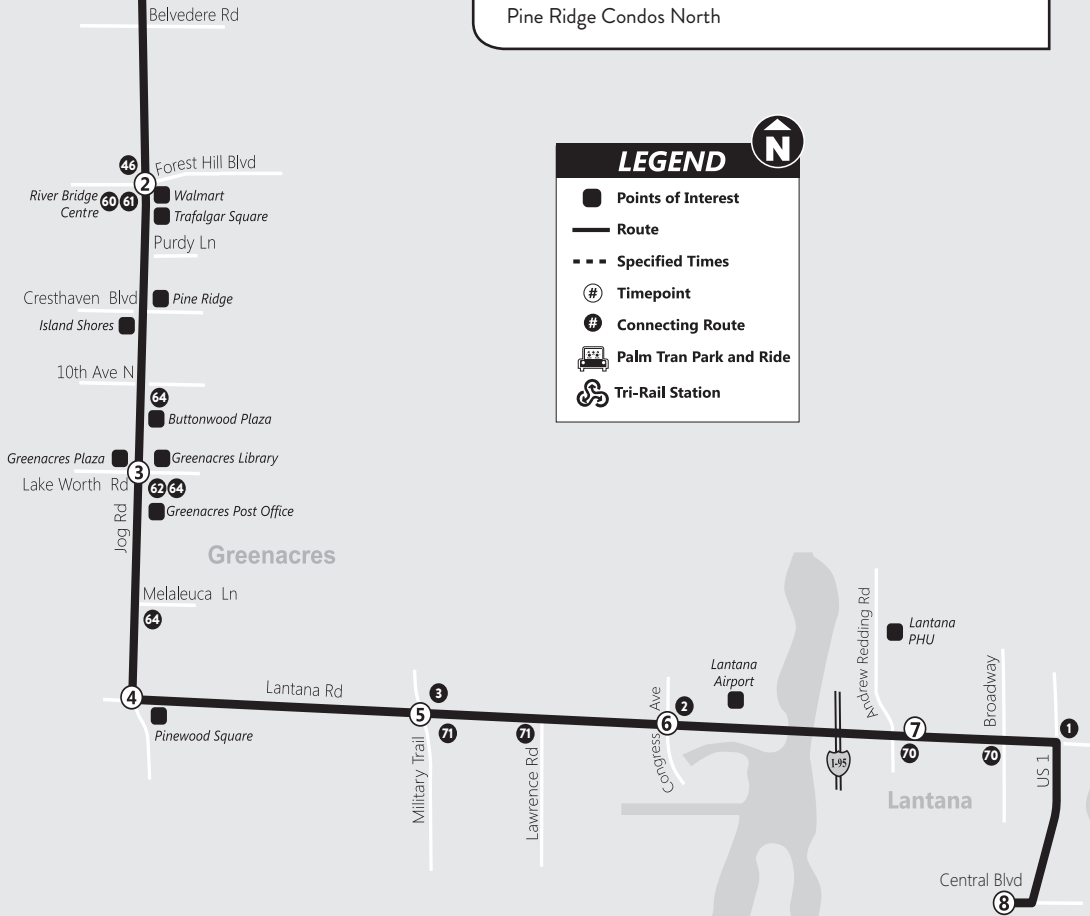 Pine Ridge Condos North
Belvedere Rd
N
LEGEND
Points of Interest
Route
Specified Times
# Timepoint
# Connecting Route
Palm Tran Park and Ride
Tri-Rail Station
46
Forest Hill Blvd
2
River Bridge
Centre
60 61
Walmart
Trafalgar Square
Purdy Ln
Cresthaven Blvd
Pine Ridge
Island Shores
10th Ave N
64
Buttonwood Plaza
Greenacres Plaza
Greenacres Library
3
Lake Worth Rd
62 64
Greenacres Post Office
Jog Rd
Greenacres
Melaleuca Ln
64
4
Lantana Rd
Pinewood Square
3
5
71
Military Trail
71
Lawrence Rd
2
6
Congress Ave
Lantana
Airport
I-95
Andrew Redding Rd
Lantana
PHU
7
70
Broadway
70
1
US 1
Lantana
Central Blvd
8